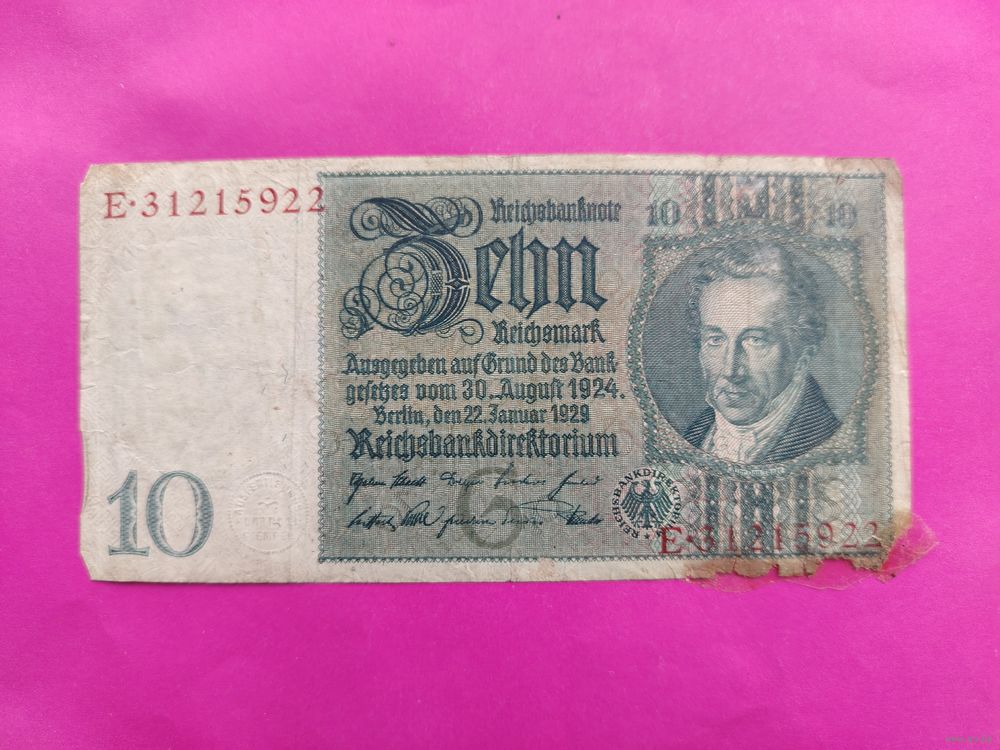 E·31215922
Reichsbanknote
10 10
Zehn
Reichsmark
Ausgegeben auf Grund des Bank-
gesetzes vom 30. August 1924.
Berlin, den 22. Januar 1929
Reichsbankdirektorium
10
G
REICHSBANKDIREKTORIUM
E·31215922